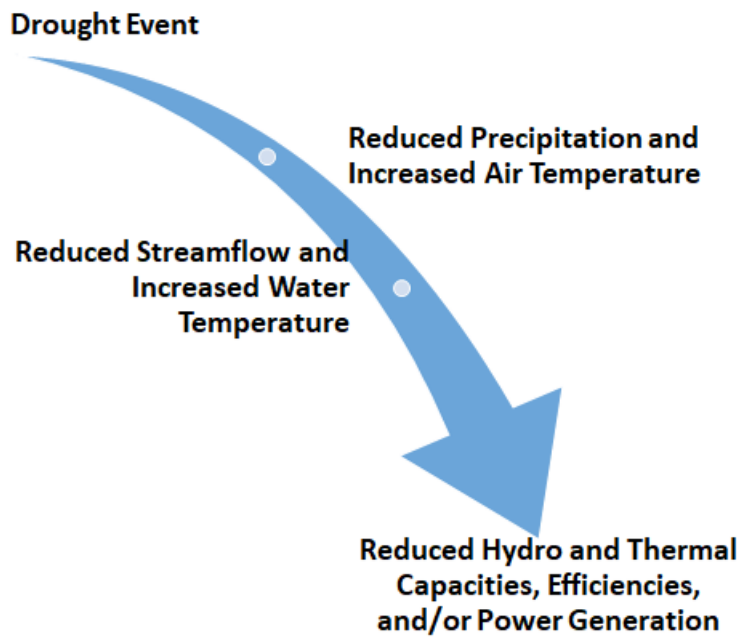 Drought Event
Reduced Precipitation and
Increased Air Temperature
Reduced Streamflow and
Increased Water
Temperature
Reduced Hydro and Thermal
Capacities, Efficiencies,
and/or Power Generation